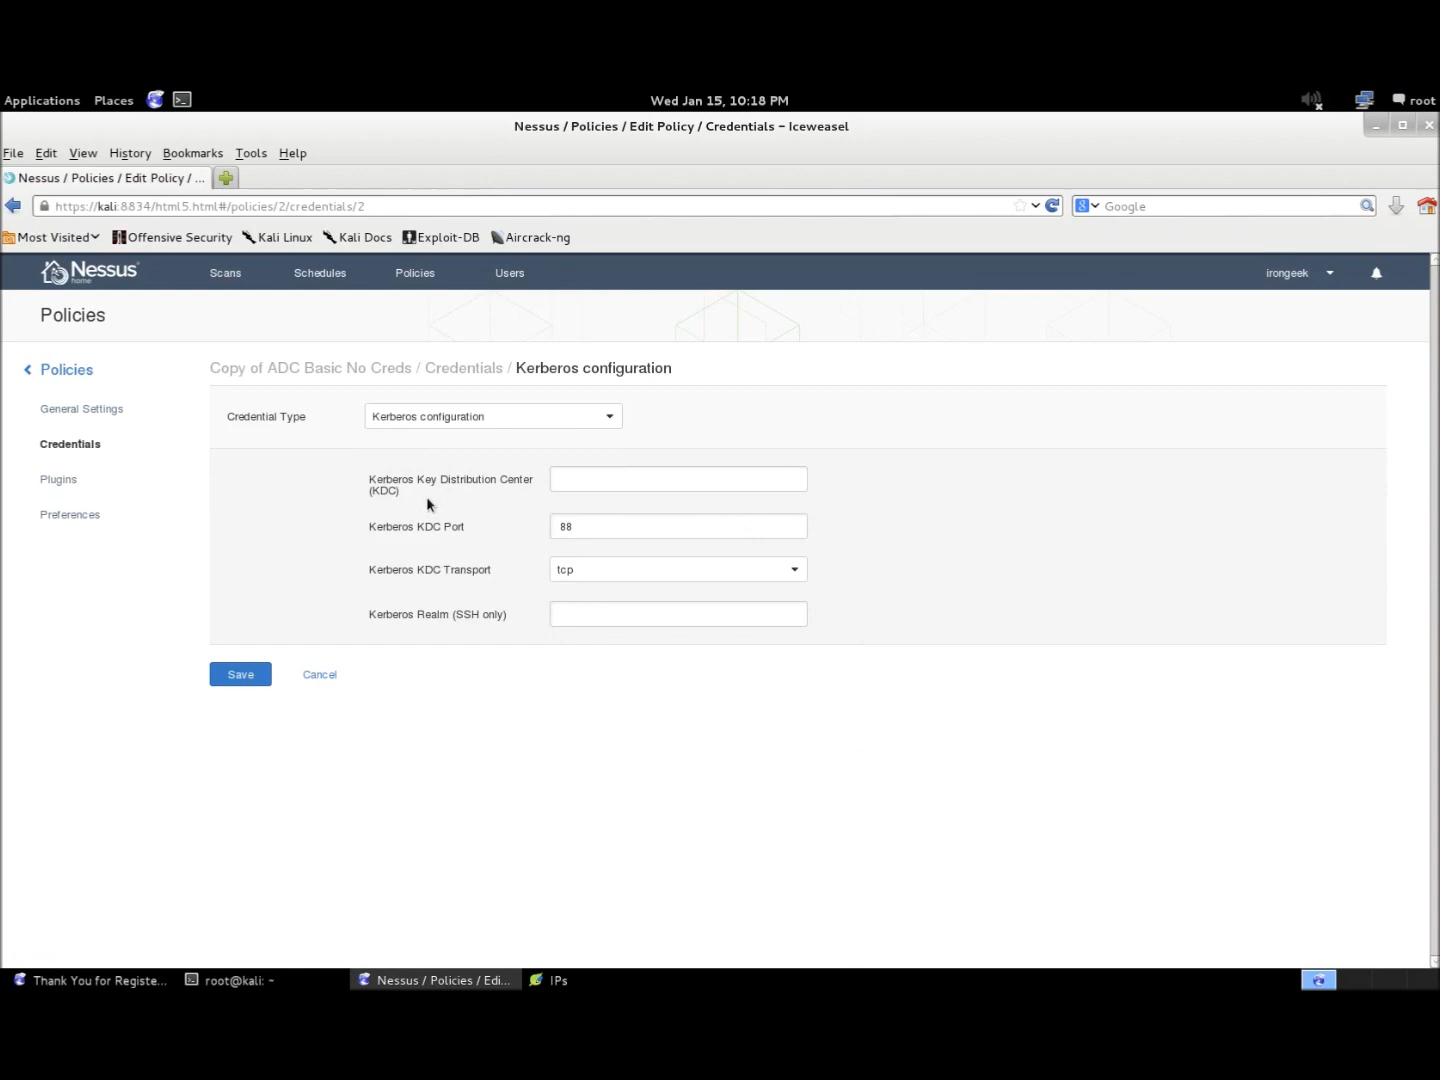 Applications Places Wed Jan 15, 10:18 PM root
Nessus / Policies / Edit Policy / Credentials - Iceweasel
File Edit View History Bookmarks Tools Help
Nessus / Policies / Edit Policy / ...
https://kali:8834/html5.html#/policies/2/credentials/2 Google
Most Visited Offensive Security Kali Linux Kali Docs Exploit-DB Aircrack-ng
Nessus home Scans Schedules Policies Users irongeek
Policies
Policies
Copy of ADC Basic No Creds / Credentials / Kerberos configuration
General Settings
Credential Type Kerberos configuration
Credentials
Plugins
Preferences
Kerberos Key Distribution Center
(KDC)
Kerberos KDC Port 88
Kerberos KDC Transport tcp
Kerberos Realm (SSH only)
Save Cancel
Thank You for Registe... root@kali: ~ Nessus / Policies / Edi... IPs